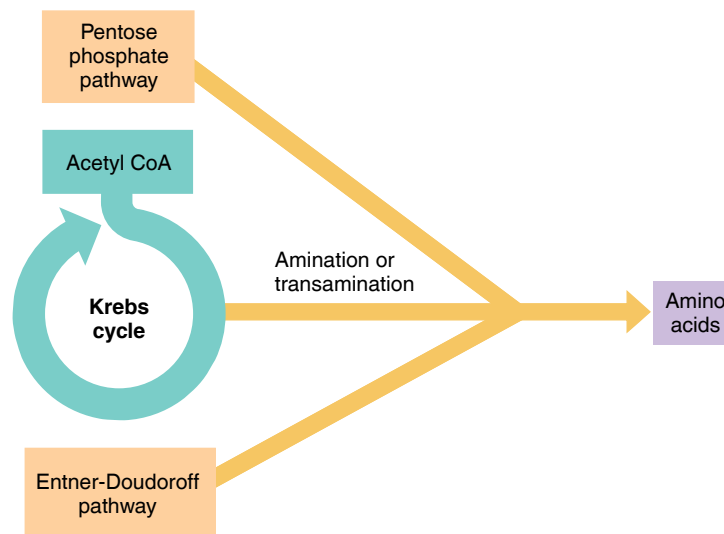 Pentose
phosphate
pathway
Acetyl CoA
Amination or
transamination
Krebs
cycle
Amino
acids
Entner-Doudoroff
pathway